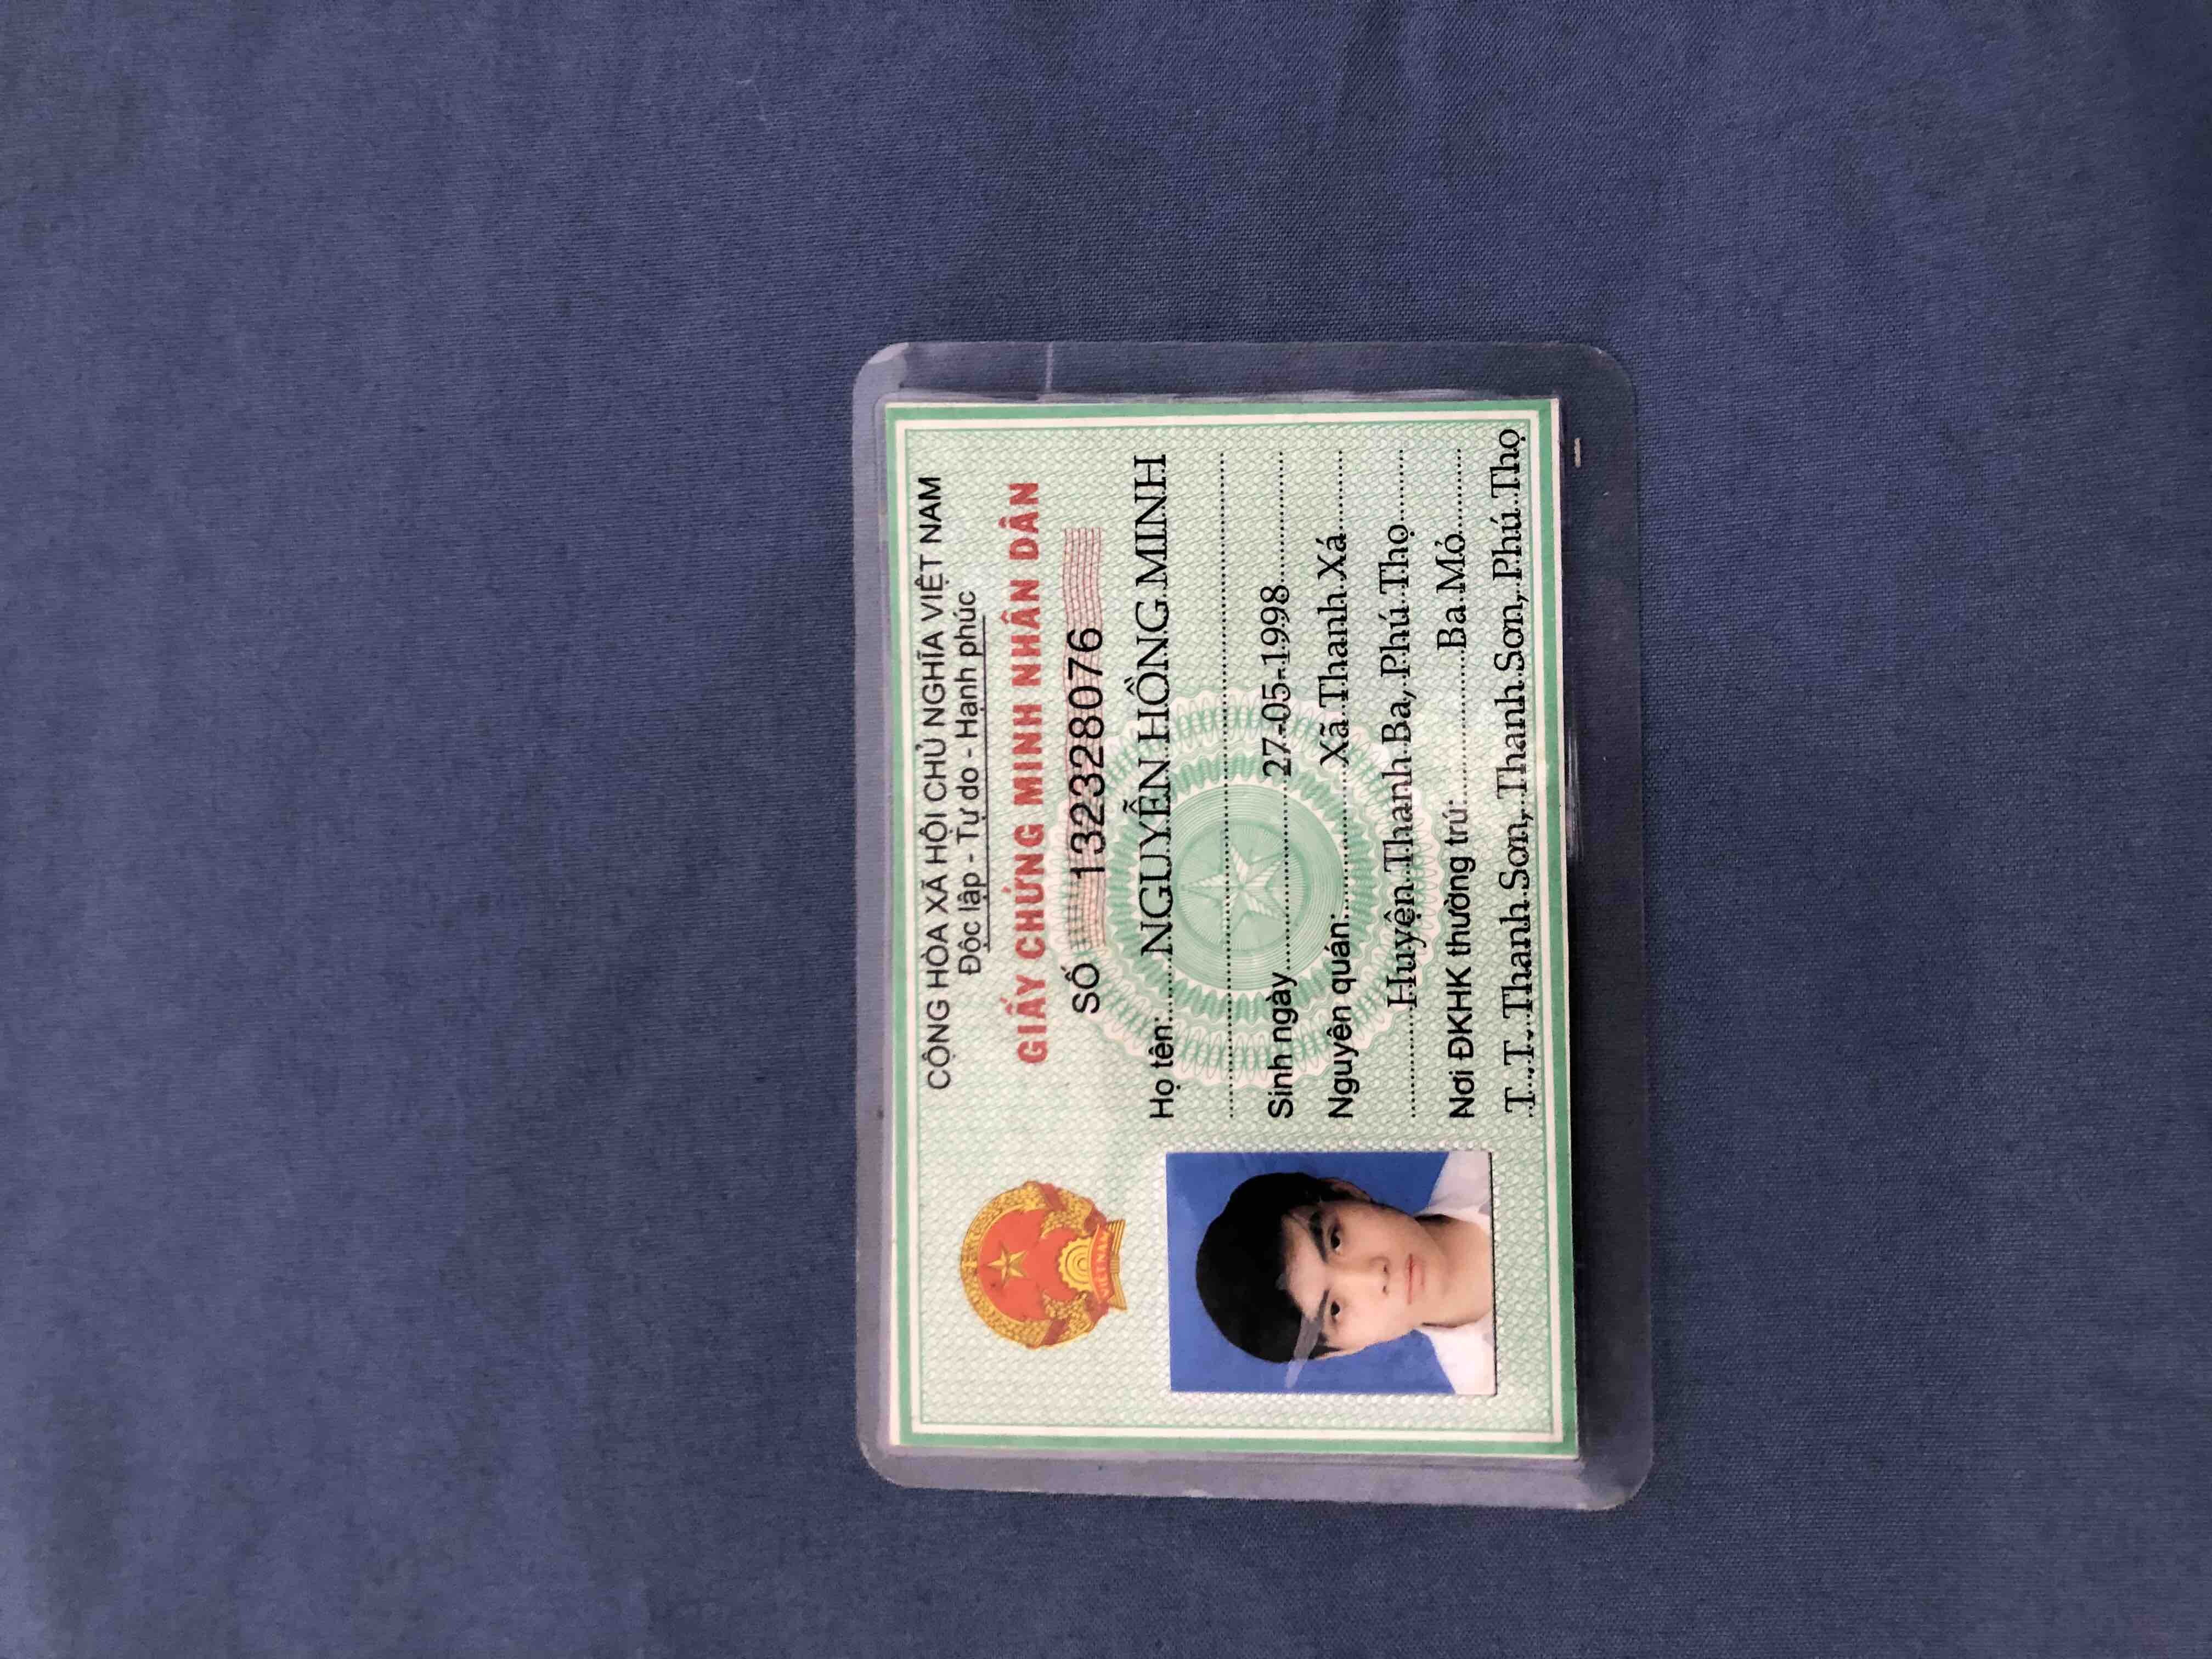 CỘNG HÒA XÃ HỘI CHỦ NGHĨA VIỆT NAM
Độc lập - Tự do - Hạnh phúc
GIẤY CHỨNG MINH NHÂN DÂN
SỐ 132328076
Họ tên: NGUYỄN HỒNG MINH
Sinh ngày 27-05-1998
Nguyên quán: Xã Thanh Xá
Huyện Thanh Ba, Phú Thọ
Nơi ĐKHK thường trú: Ba Mỏ
T.T. Thanh Sơn, Thanh Sơn, Phú Thọ
VIỆT NAM